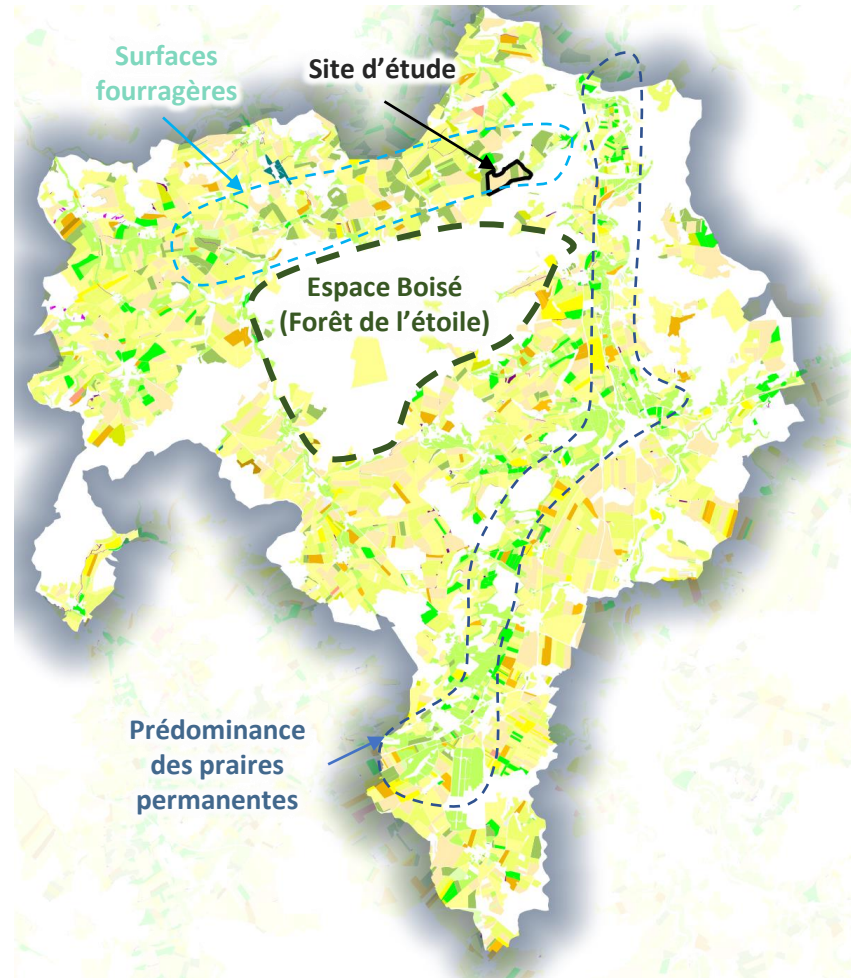 Surfaces
fourragères
Site d'étude
Espace Boisé
(Forêt de l'étoile)
Prédominance
des praires
permanentes